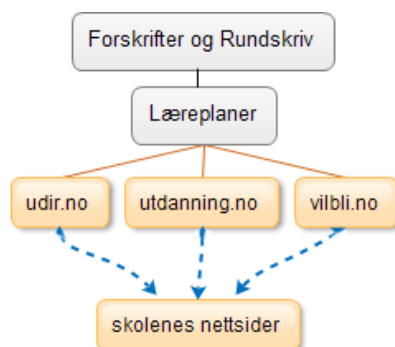 Forskrifter og Rundskriv
Læreplaner
udir.no
utdanning.no
vilbli.no
skolenes nettsider